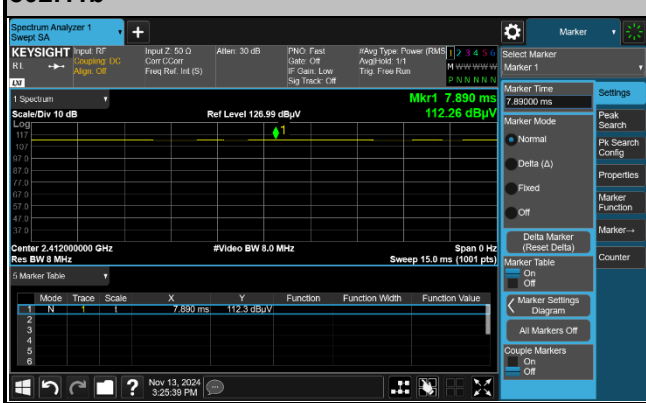 Spectrum Analyzer 1
Swept SA
Marker
KEYSIGHT
RL
LXI
Input: RF
Coupling: DC
Align: Off
Input Z: 50 Ω
Corr CCorr
Freq Ref: Int (S)
Atten: 30 dB
PNO: Fast
Gate: Off
IF Gain: Low
Sig Track: Off
#Avg Type: Power (RMS
Avg|Hold: 1/1
Trig: Free Run
1 2 3 4 5 6
M W W W W W
P N N N N N
Select Marker
Marker 1
1 Spectrum
Scale/Div 10 dB
Log
Ref Level 126.99 dBµV
Mkr1 7.890 ms
112.26 dBµV
117
107
97.0
87.0
77.0
67.0
57.0
47.0
37.0
1
Center 2.412000000 GHz
Res BW 8 MHz
#Video BW 8.0 MHz
Span 0 Hz
Sweep 15.0 ms (1001 pts)
5 Marker Table
Mode Trace Scale X Y Function Function Width Function Value
1 N 1 t 7.890 ms 112.3 dBµV
2
3
4
5
6
Marker Time
7.89000 ms
Marker Mode
Normal
Delta (Δ)
Fixed
Off
Delta Marker
(Reset Delta)
Marker Table
On
Off
Marker Settings
Diagram
All Markers Off
Couple Markers
On
Off
Settings
Peak
Search
Pk Search
Config
Properties
Marker
Function
Marker→
Counter
?
Nov 13, 2024
3:25:39 PM